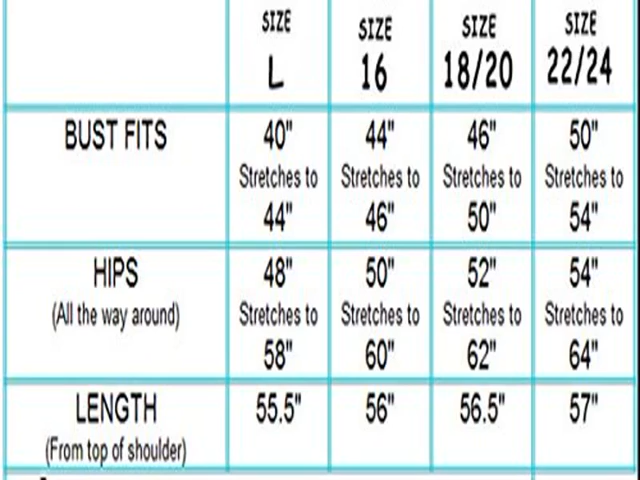 SIZE SIZE SIZE SIZE
L 16 18/20 22/24
BUST FITS 40" 44" 46" 50"
Stretches to Stretches to Stretches to Stretches to
44" 46" 50" 54"
HIPS 48" 50" 52" 54"
(All the way around) Stretches to Stretches to Stretches to Stretches to
58" 60" 62" 64"
LENGTH 55.5" 56" 56.5" 57"
(From top of shoulder)